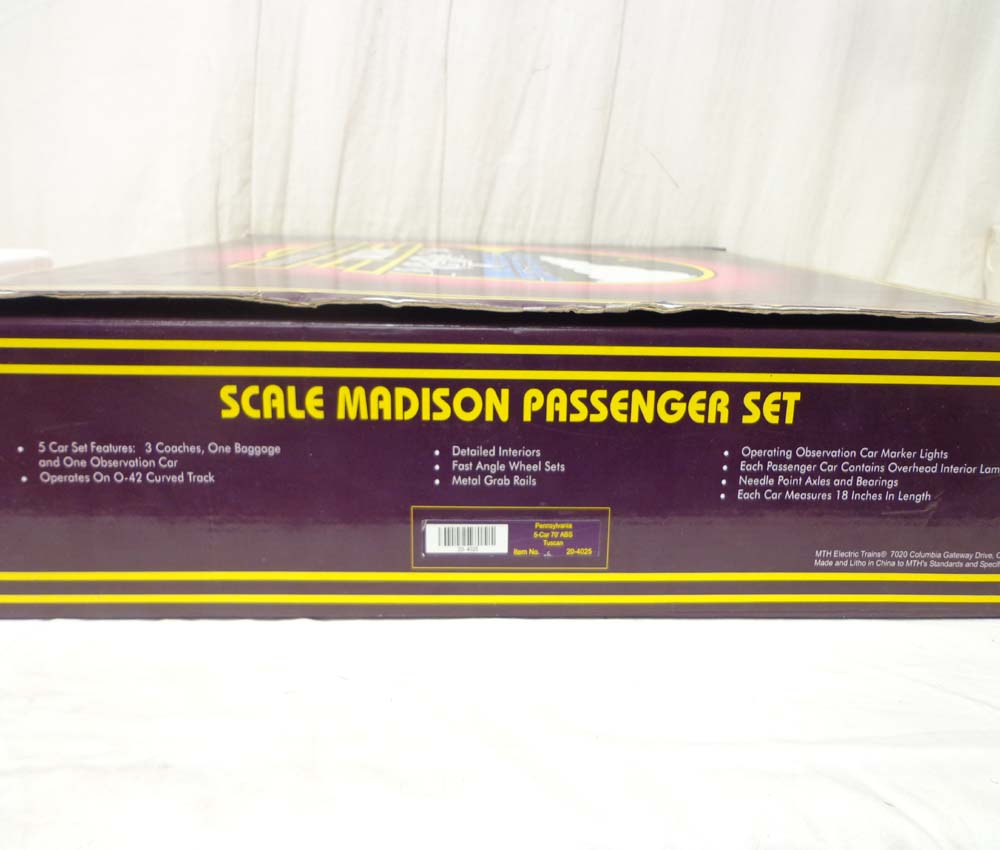 MTH
SCALE MADISON PASSENGER SET
• 5 Car Set Features: 3 Coaches, One Baggage
and One Observation Car
• Operates On O-42 Curved Track
• Detailed Interiors
• Fast Angle Wheel Sets
• Metal Grab Rails
• Operating Observation Car Marker Lights
• Each Passenger Car Contains Overhead Interior Lam
• Needle Point Axles and Bearings
• Each Car Measures 18 Inches In Length
20-4025
Pennsylvania
5-Car 70' ABS
Tuscan
Item No. 20-4025
MTH Electric Trains® 7020 Columbia Gateway Drive, C
Made and Litho in China to MTH's Standards and Specif